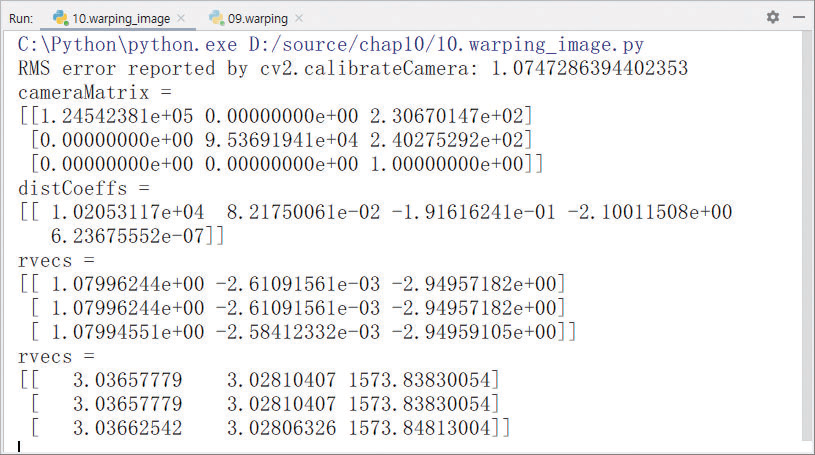 Run: 10.warping_image × 09.warping ×
C:\Python\python.exe D:/source/chap10/10.warping_image.py
RMS error reported by cv2.calibrateCamera: 1.0747286394402353
cameraMatrix =
[[1.24542381e+05 0.00000000e+00 2.30670147e+02]
 [0.00000000e+00 9.53691941e+04 2.40275292e+02]
 [0.00000000e+00 0.00000000e+00 1.00000000e+00]]
distCoeffs =
[[ 1.02053117e+04  8.21750061e-02 -1.91616241e-01 -2.10011508e+00
   6.23675552e-07]]
rvecs =
[[ 1.07996244e+00 -2.61091561e-03 -2.94957182e+00]
 [ 1.07996244e+00 -2.61091561e-03 -2.94957182e+00]
 [ 1.07994551e+00 -2.58412332e-03 -2.94959105e+00]]
rvecs =
[[   3.03657779    3.02810407 1573.83830054]
 [   3.03657779    3.02810407 1573.83830054]
 [   3.03662542    3.02806326 1573.84813004]]